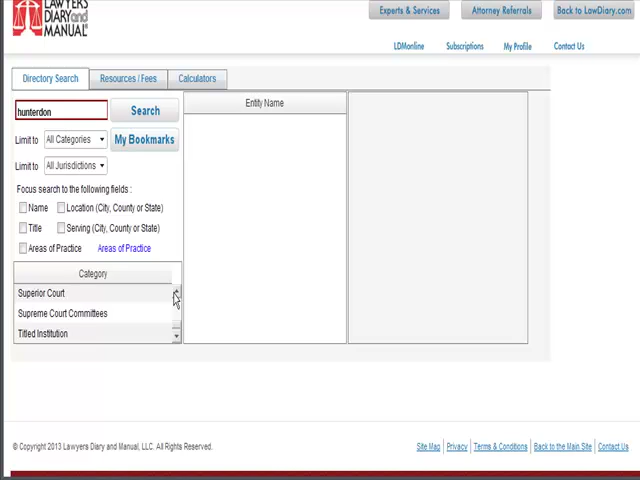 LAWYERS
DIARY and
MANUAL
Experts & Services
Attorney Referrals
Back to LawDiary.com
LDMonline
Subscriptions
My Profile
Contact Us
Directory Search
Resources / Fees
Calculators
hunterdon
Search
Entity Name
Limit to
All Categories
My Bookmarks
Limit to
All Jurisdictions
Focus search to the following fields :
Name
Location (City, County or State)
Title
Serving (City, County or State)
Areas of Practice
Areas of Practice
Category
Superior Court
Supreme Court Committees
Titled Institution
© Copyright 2013 Lawyers Diary and Manual, LLC. All Rights Reserved.
Site Map
Privacy
Terms & Conditions
Back to the Main Site
Contact Us